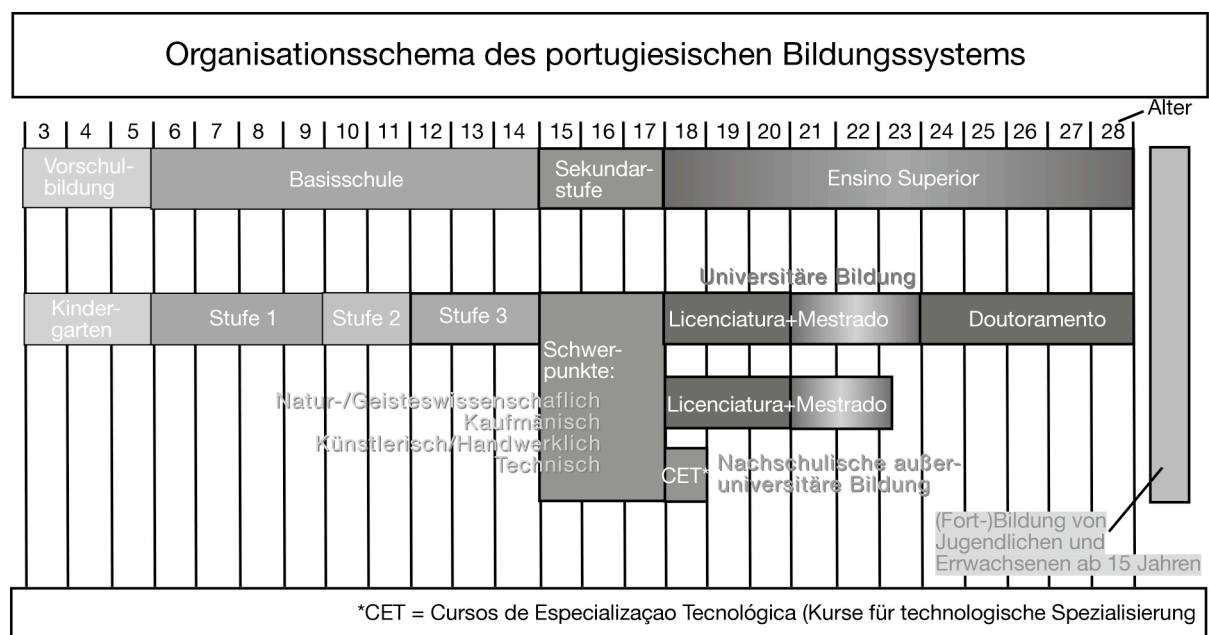 Organisationsschema des portugiesischen Bildungssystems
Alter
3 4 5 6 7 8 9 10 11 12 13 14 15 16 17 18 19 20 21 22 23 24 25 26 27 28
Vorschul-
bildung
Basisschule
Sekundar-
stufe
Ensino Superior
Universitäre Bildung
Kinder-
garten
Stufe 1
Stufe 2
Stufe 3
Schwer-
punkte:
Natur-/Geisteswissenschaflich
Kaufmänisch
Künstlerisch/Handwerklich
Technisch
Licenciatura+Mestrado
Doutoramento
Licenciatura+Mestrado
CET*
Nachschulische außer-
universitäre Bildung
(Fort-)Bildung von
Jugendlichen und
Errwachsenen ab 15 Jahren
*CET = Cursos de Especializaçao Tecnológica (Kurse für technologische Spezialisierung